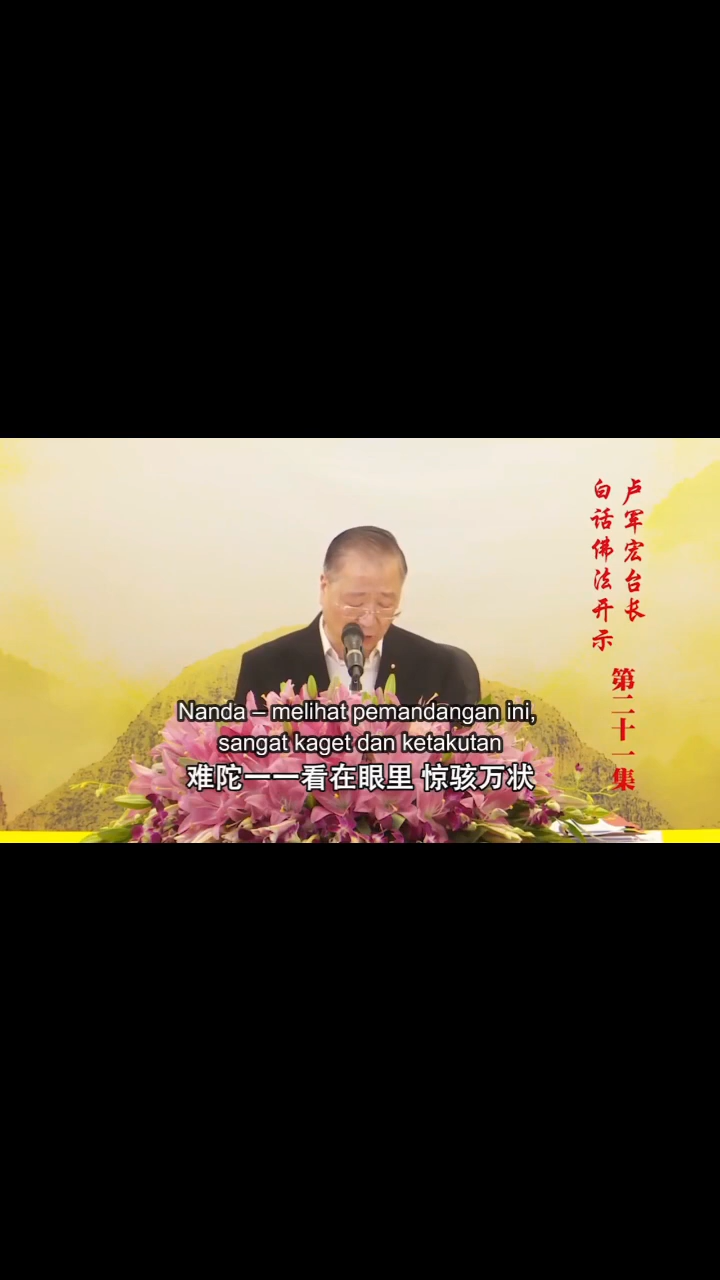 卢军宏台长
白话佛法开示
第二十一集
Nanda – melihat pemandangan ini,
sangat kaget dan ketakutan
难陀一一看在眼里 惊骇万状